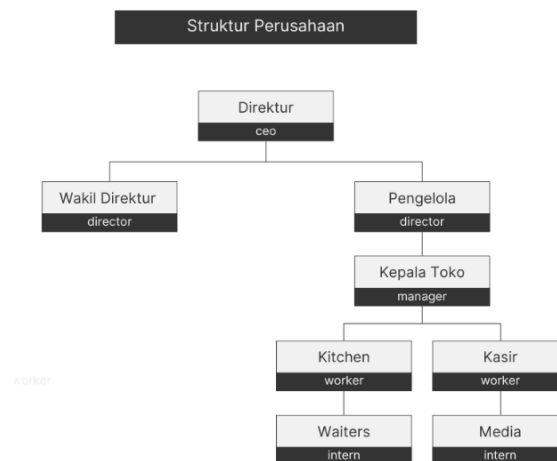 Struktur Perusahaan
Direktur
ceo
Wakil Direktur
director
Pengelola
director
Kepala Toko
manager
Kitchen
worker
Kasir
worker
worker
Waiters
intern
Media
intern